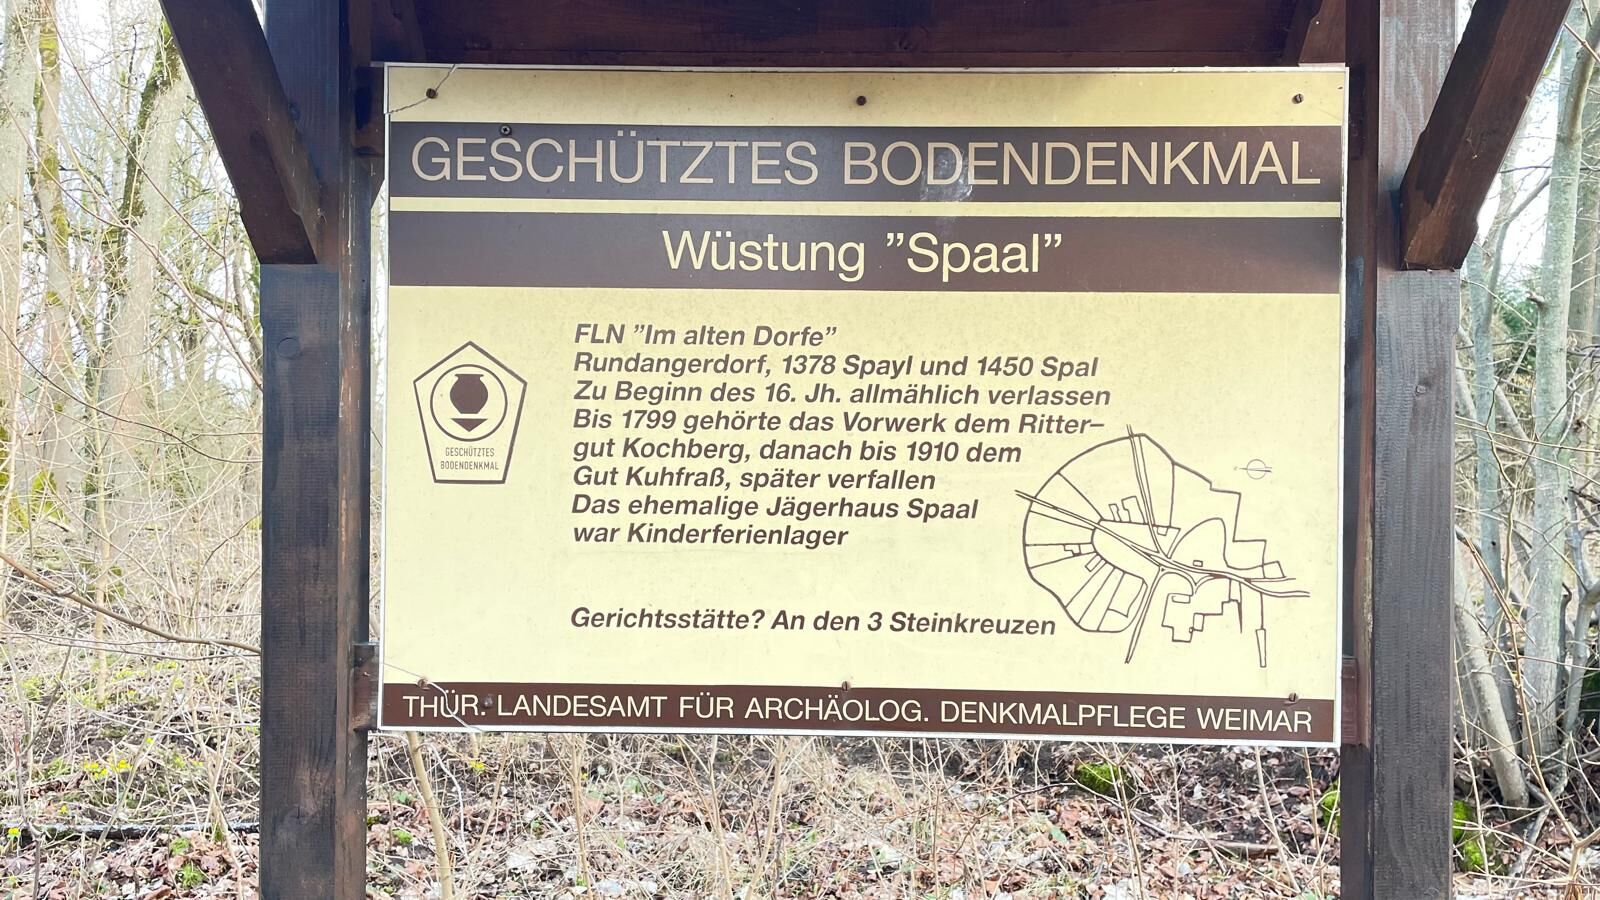 GESCHÜTZTES BODENDENKMAL
Wüstung ”Spaal”
FLN ”Im alten Dorfe”
Rundangerdorf, 1378 Spayl und 1450 Spal
Zu Beginn des 16. Jh. allmählich verlassen
Bis 1799 gehörte das Vorwerk dem Ritter–
gut Kochberg, danach bis 1910 dem
Gut Kuhfraß, später verfallen
Das ehemalige Jägerhaus Spaal
war Kinderferienlager
GESCHÜTZTES
BODENDENKMAL
Gerichtsstätte? An den 3 Steinkreuzen
THÜR. LANDESAMT FÜR ARCHÄOLOG. DENKMALPFLEGE WEIMAR